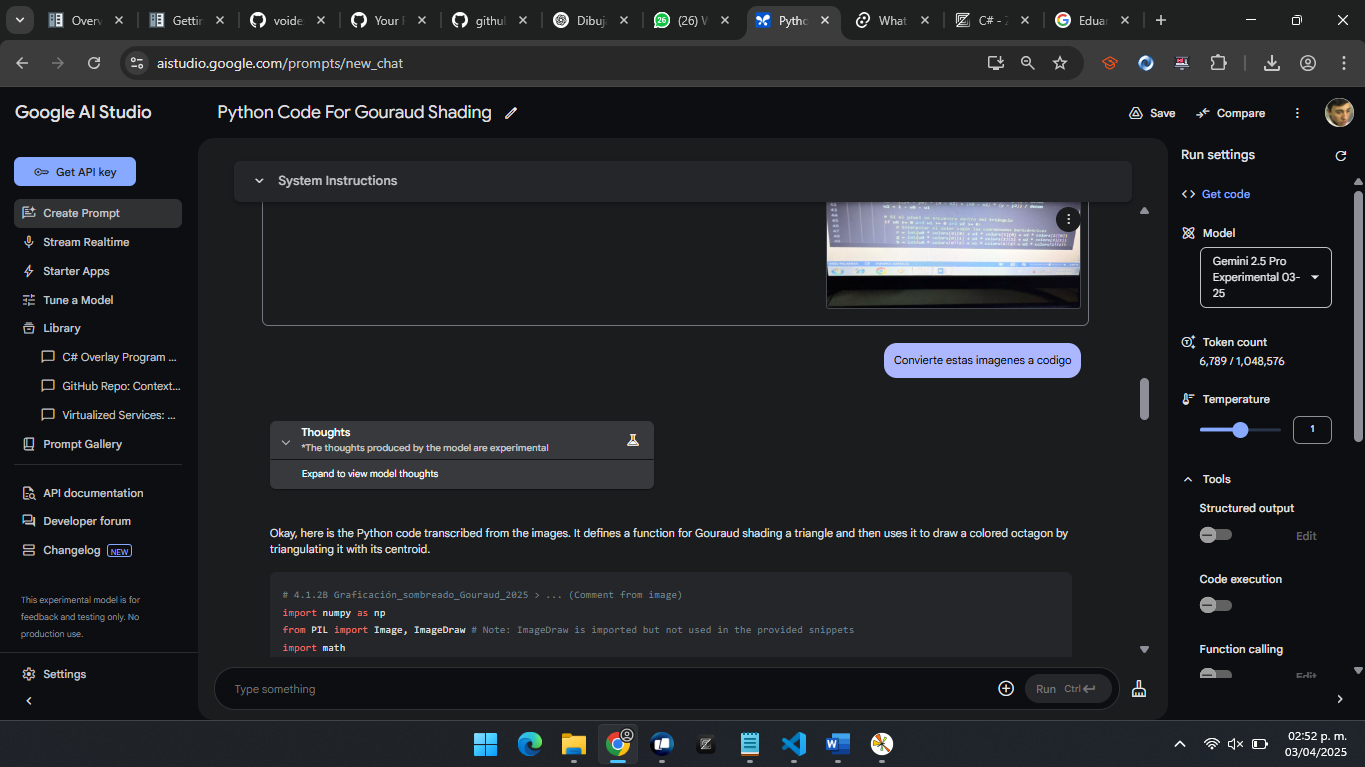 Overv
Gettin
voide
Your F
githul
Dibuja
(26) W
Pytho
What
C# - Z
Eduar
aistudio.google.com/prompts/new_chat
Google AI Studio
Python Code For Gouraud Shading
Save
Compare
Get API key
Create Prompt
Stream Realtime
Starter Apps
Tune a Model
Library
C# Overlay Program ...
GitHub Repo: Context...
Virtualized Services: ...
Prompt Gallery
API documentation
Developer forum
Changelog NEW
This experimental model is for
feedback and testing only. No
production use.
Settings
System Instructions
Convierte estas imagenes a codigo
Thoughts
*The thoughts produced by the model are experimental
Expand to view model thoughts
Okay, here is the Python code transcribed from the images. It defines a function for Gouraud shading a triangle and then uses it to draw a colored octagon by
triangulating it with its centroid.
# 4.1.2B Graficación_sombreado_Gouraud_2025 > ... (Comment from image)
import numpy as np
from PIL import Image, ImageDraw # Note: ImageDraw is imported but not used in the provided snippets
import math
Type something
Run Ctrl
Run settings
Get code
Model
Gemini 2.5 Pro
Experimental 03-
25
Token count
6,789 / 1,048,576
Temperature
1
Tools
Structured output
Edit
Code execution
Function calling
Edit
02:52 p. m.
03/04/2025